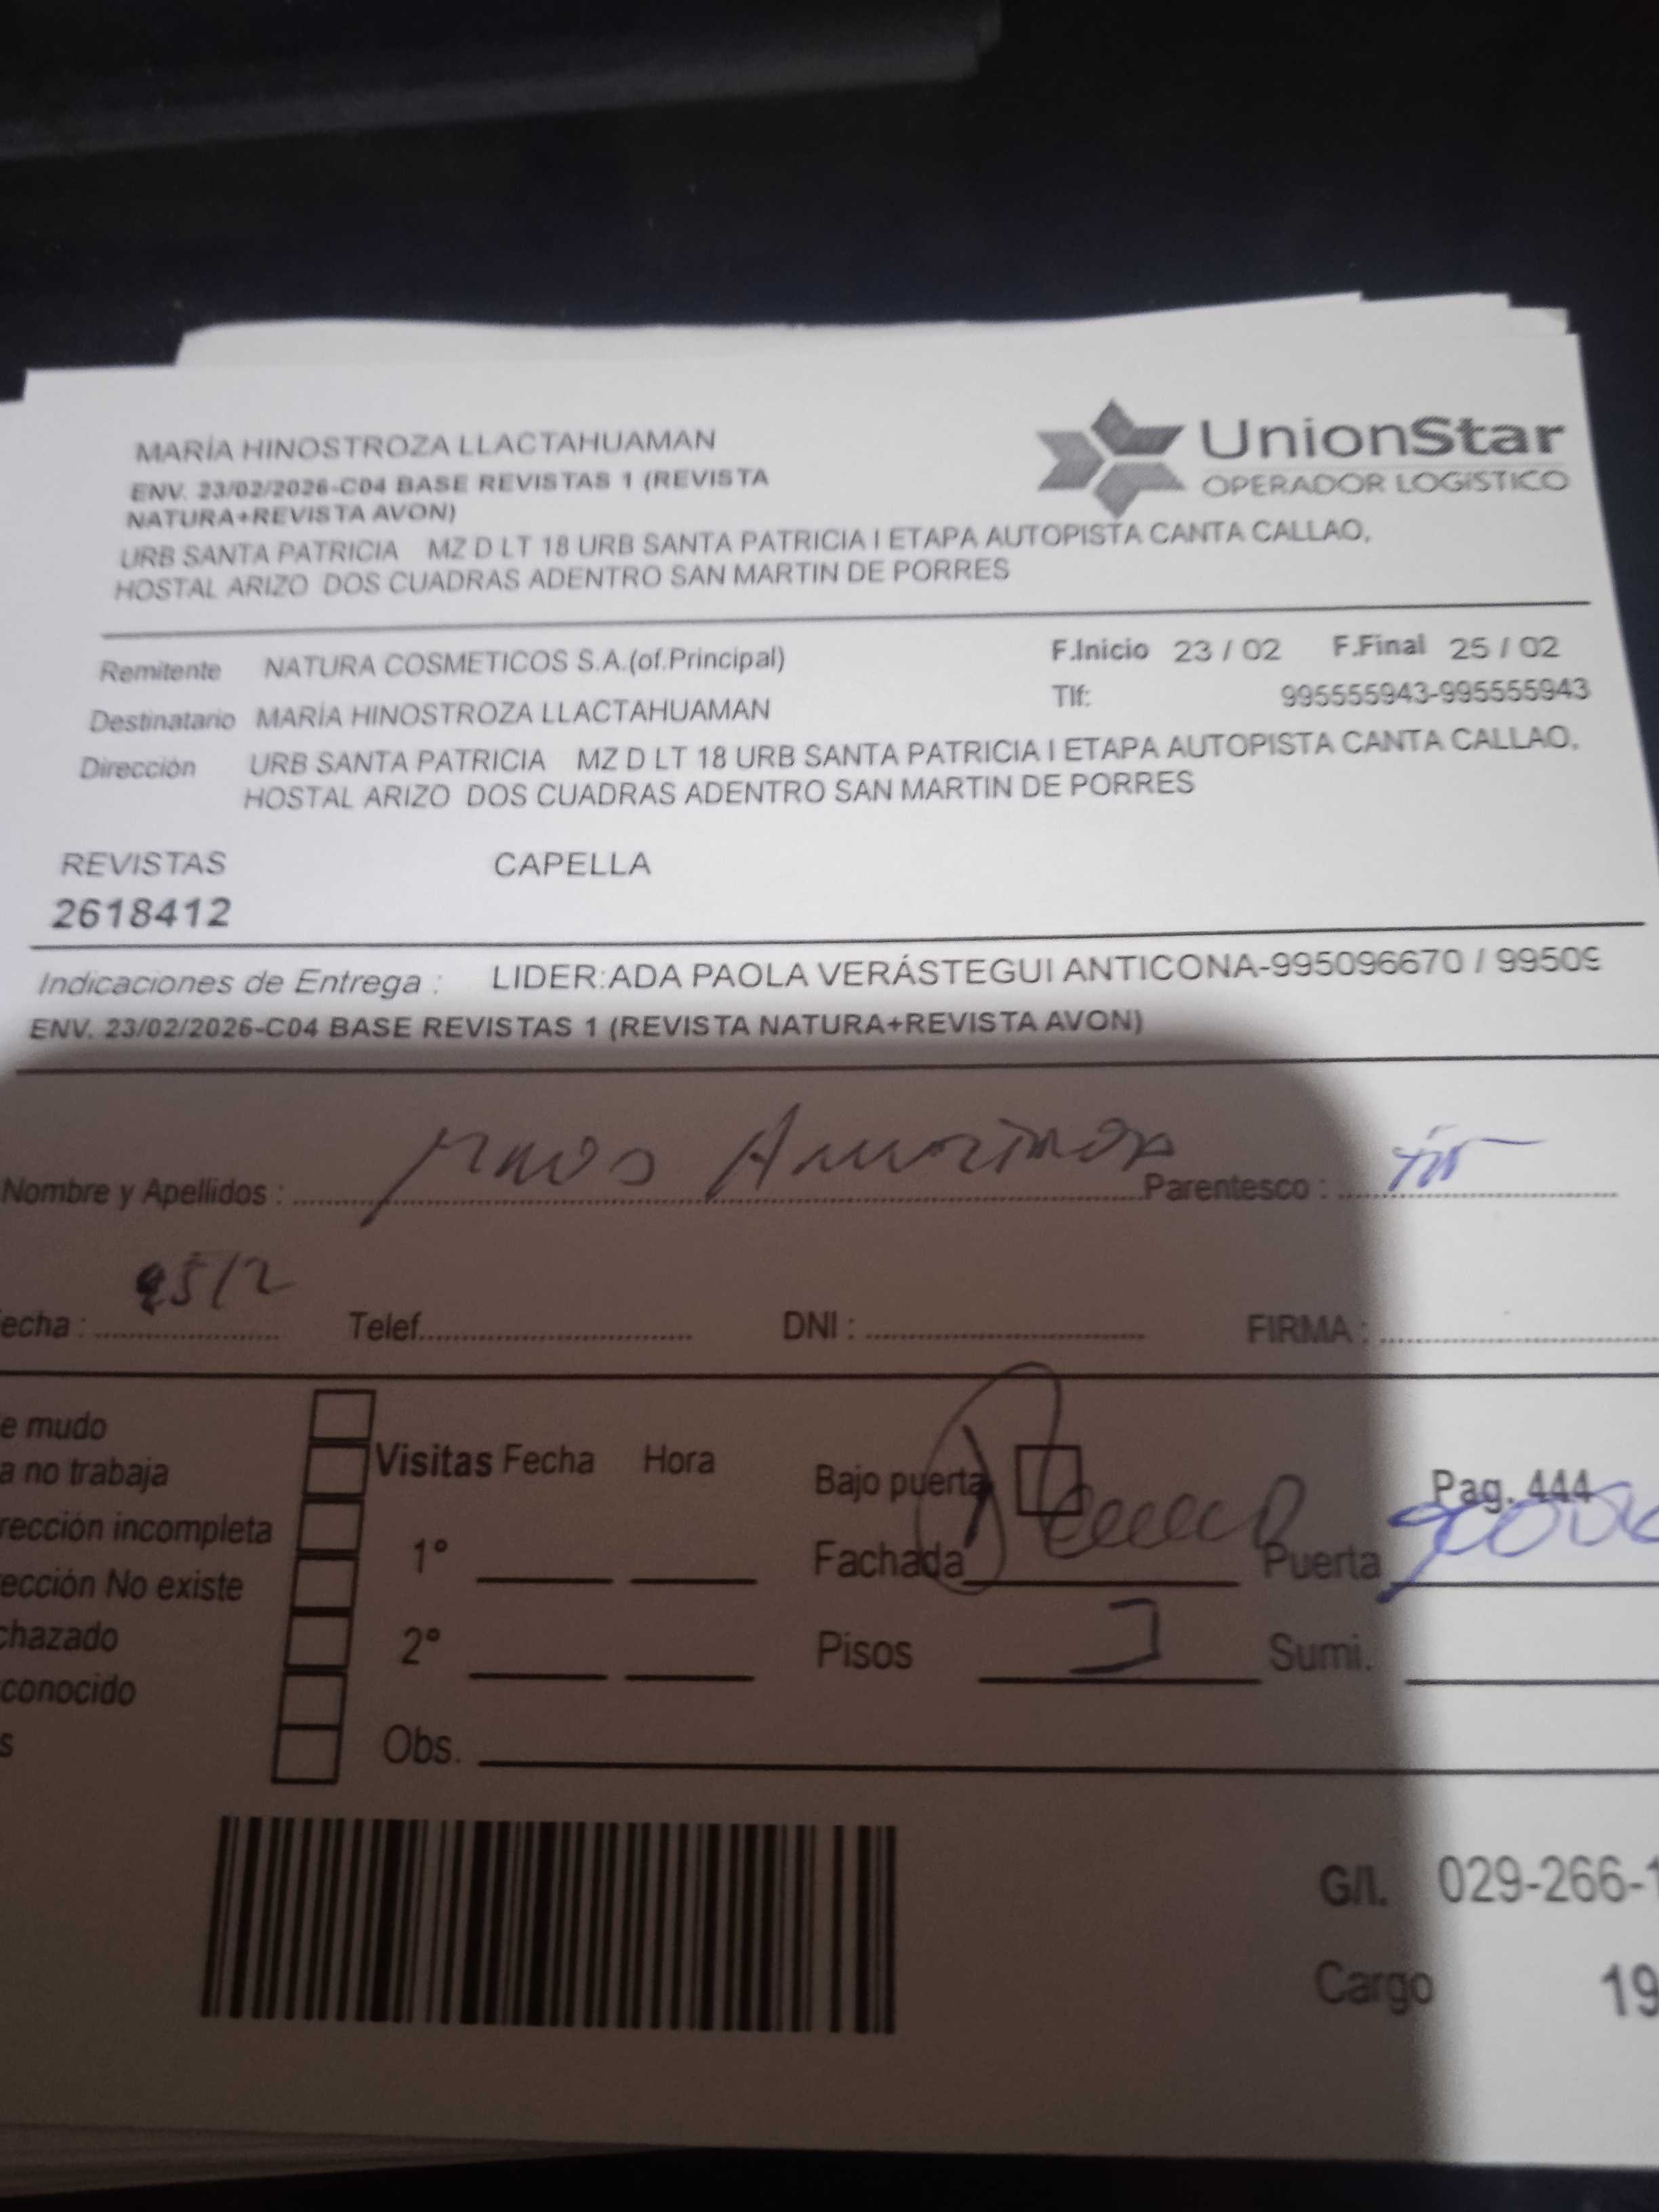 MARÍA HINOSTROZA LLACTAHUAMAN
UnionStar
ENV. 23/02/2026-C04 BASE REVISTAS 1 (REVISTA
OPERADOR LOGÍSTICO
NATURA+REVISTA AVON)
URB SANTA PATRICIA MZ D LT 18 URB SANTA PATRICIA I ETAPA AUTOPISTA CANTA CALLAO,
HOSTAL ARIZO DOS CUADRAS ADENTRO SAN MARTIN DE PORRES
Remitente NATURA COSMETICOS S.A.(of.Principal) F.Inicio 23 / 02 F.Final 25 / 02
Destinatario MARÍA HINOSTROZA LLACTAHUAMAN Tlf: 995555943-995555943
Dirección URB SANTA PATRICIA MZ D LT 18 URB SANTA PATRICIA I ETAPA AUTOPISTA CANTA CALLAO,
HOSTAL ARIZO DOS CUADRAS ADENTRO SAN MARTIN DE PORRES
REVISTAS CAPELLA
2618412
Indicaciones de Entrega : LIDER:ADA PAOLA VERÁSTEGUI ANTICONA-995096670 / 99509
ENV. 23/02/2026-C04 BASE REVISTAS 1 (REVISTA NATURA+REVISTA AVON)
Nombre y Apellidos : Parentesco :
echa : 25/2 Telef. DNI : FIRMA :
e mudo
a no trabaja Visitas Fecha Hora Bajo puerta Pag. 444
rección incompleta 1° Fachada Puerta
ección No existe
chazado 2° Pisos Sumi.
conocido
s Obs.
G/I. 029-266-1
Cargo 19